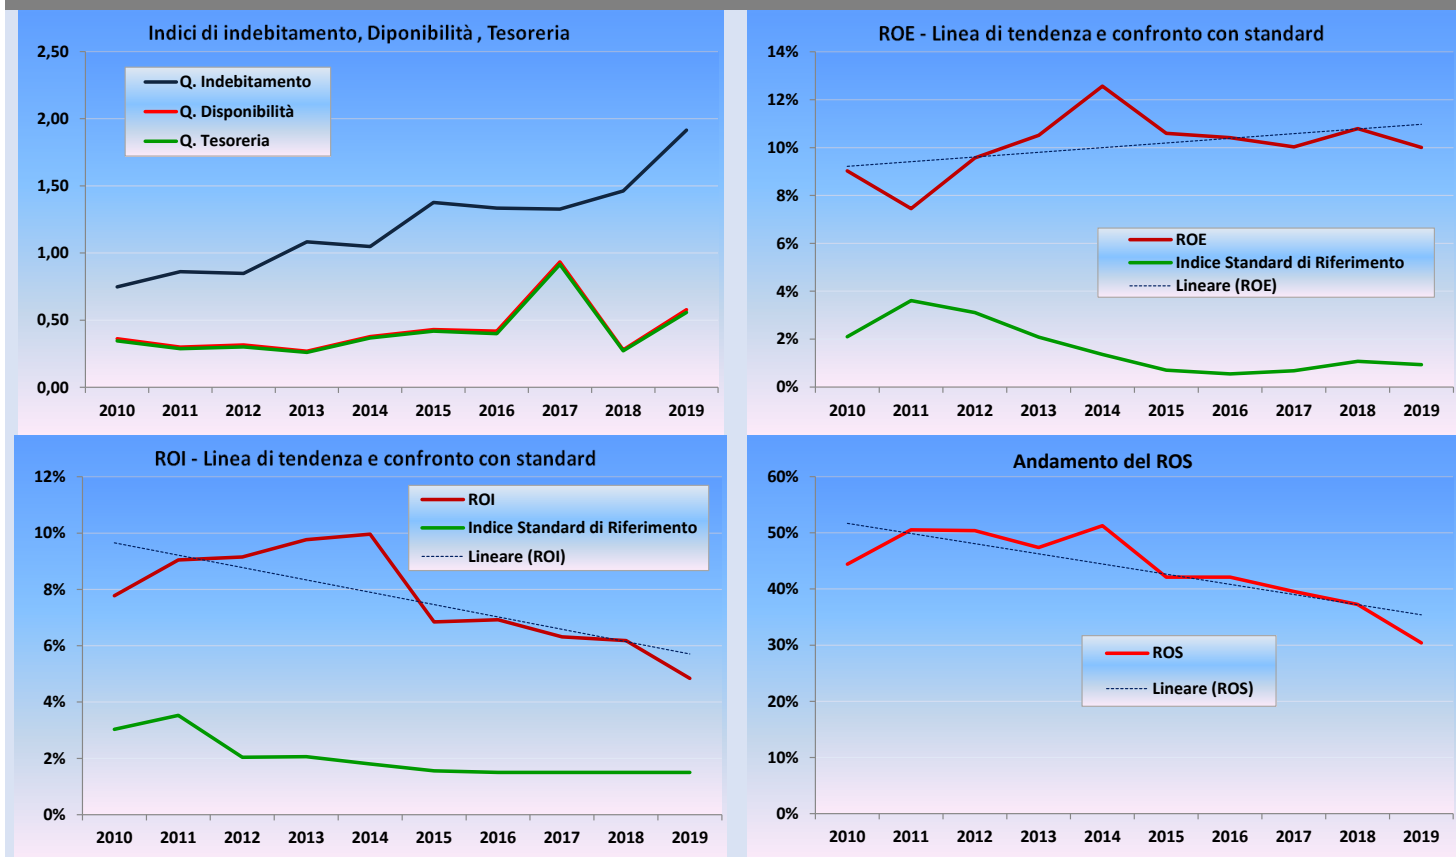 Indici di indebitamento, Diponibilità , Tesoreria
2,50
2,00
1,50
1,00
0,50
0,00
Q. Indebitamento
Q. Disponibilità
Q. Tesoreria
2010 2011 2012 2013 2014 2015 2016 2017 2018 2019
ROE - Linea di tendenza e confronto con standard
14%
12%
10%
8%
6%
4%
2%
0%
ROE
Indice Standard di Riferimento
Lineare (ROE)
2010 2011 2012 2013 2014 2015 2016 2017 2018 2019
ROI - Linea di tendenza e confronto con standard
12%
10%
8%
6%
4%
2%
0%
ROI
Indice Standard di Riferimento
Lineare (ROI)
2010 2011 2012 2013 2014 2015 2016 2017 2018 2019
Andamento del ROS
60%
50%
40%
30%
20%
10%
0%
ROS
Lineare (ROS)
2010 2011 2012 2013 2014 2015 2016 2017 2018 2019